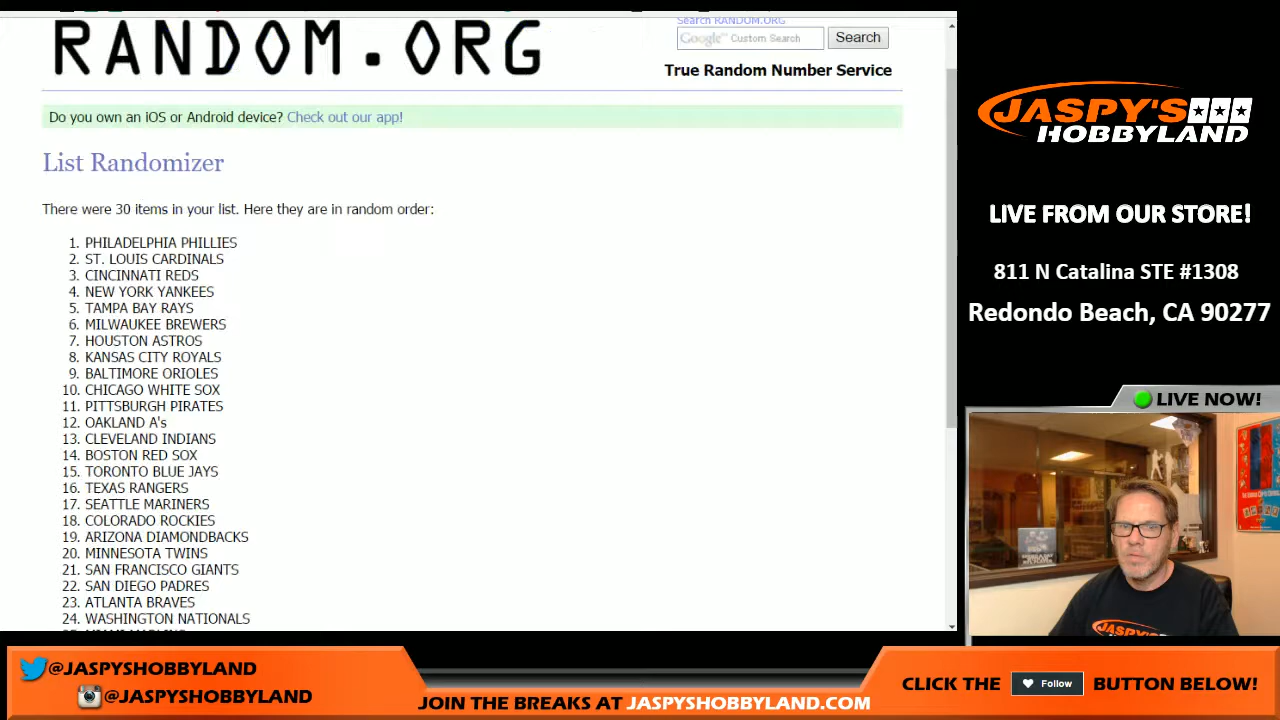 Search RANDOM.ORG
RANDOM.ORG
Google Custom Search
Search
True Random Number Service
Do you own an iOS or Android device? Check out our app!
List Randomizer
There were 30 items in your list. Here they are in random order:
1. PHILADELPHIA PHILLIES
2. ST. LOUIS CARDINALS
3. CINCINNATI REDS
4. NEW YORK YANKEES
5. TAMPA BAY RAYS
6. MILWAUKEE BREWERS
7. HOUSTON ASTROS
8. KANSAS CITY ROYALS
9. BALTIMORE ORIOLES
10. CHICAGO WHITE SOX
11. PITTSBURGH PIRATES
12. OAKLAND A's
13. CLEVELAND INDIANS
14. BOSTON RED SOX
15. TORONTO BLUE JAYS
16. TEXAS RANGERS
17. SEATTLE MARINERS
18. COLORADO ROCKIES
19. ARIZONA DIAMONDBACKS
20. MINNESOTA TWINS
21. SAN FRANCISCO GIANTS
22. SAN DIEGO PADRES
23. ATLANTA BRAVES
24. WASHINGTON NATIONALS
JASPY'S
HOBBYLAND
LIVE FROM OUR STORE!
811 N Catalina STE #1308
Redondo Beach, CA 90277
LIVE NOW!
JASPY'S
@JASPYSHOBBYLAND
@JASPYSHOBBYLAND
JOIN THE BREAKS AT JASPYSHOBBYLAND.COM
CLICK THE Follow BUTTON BELOW!